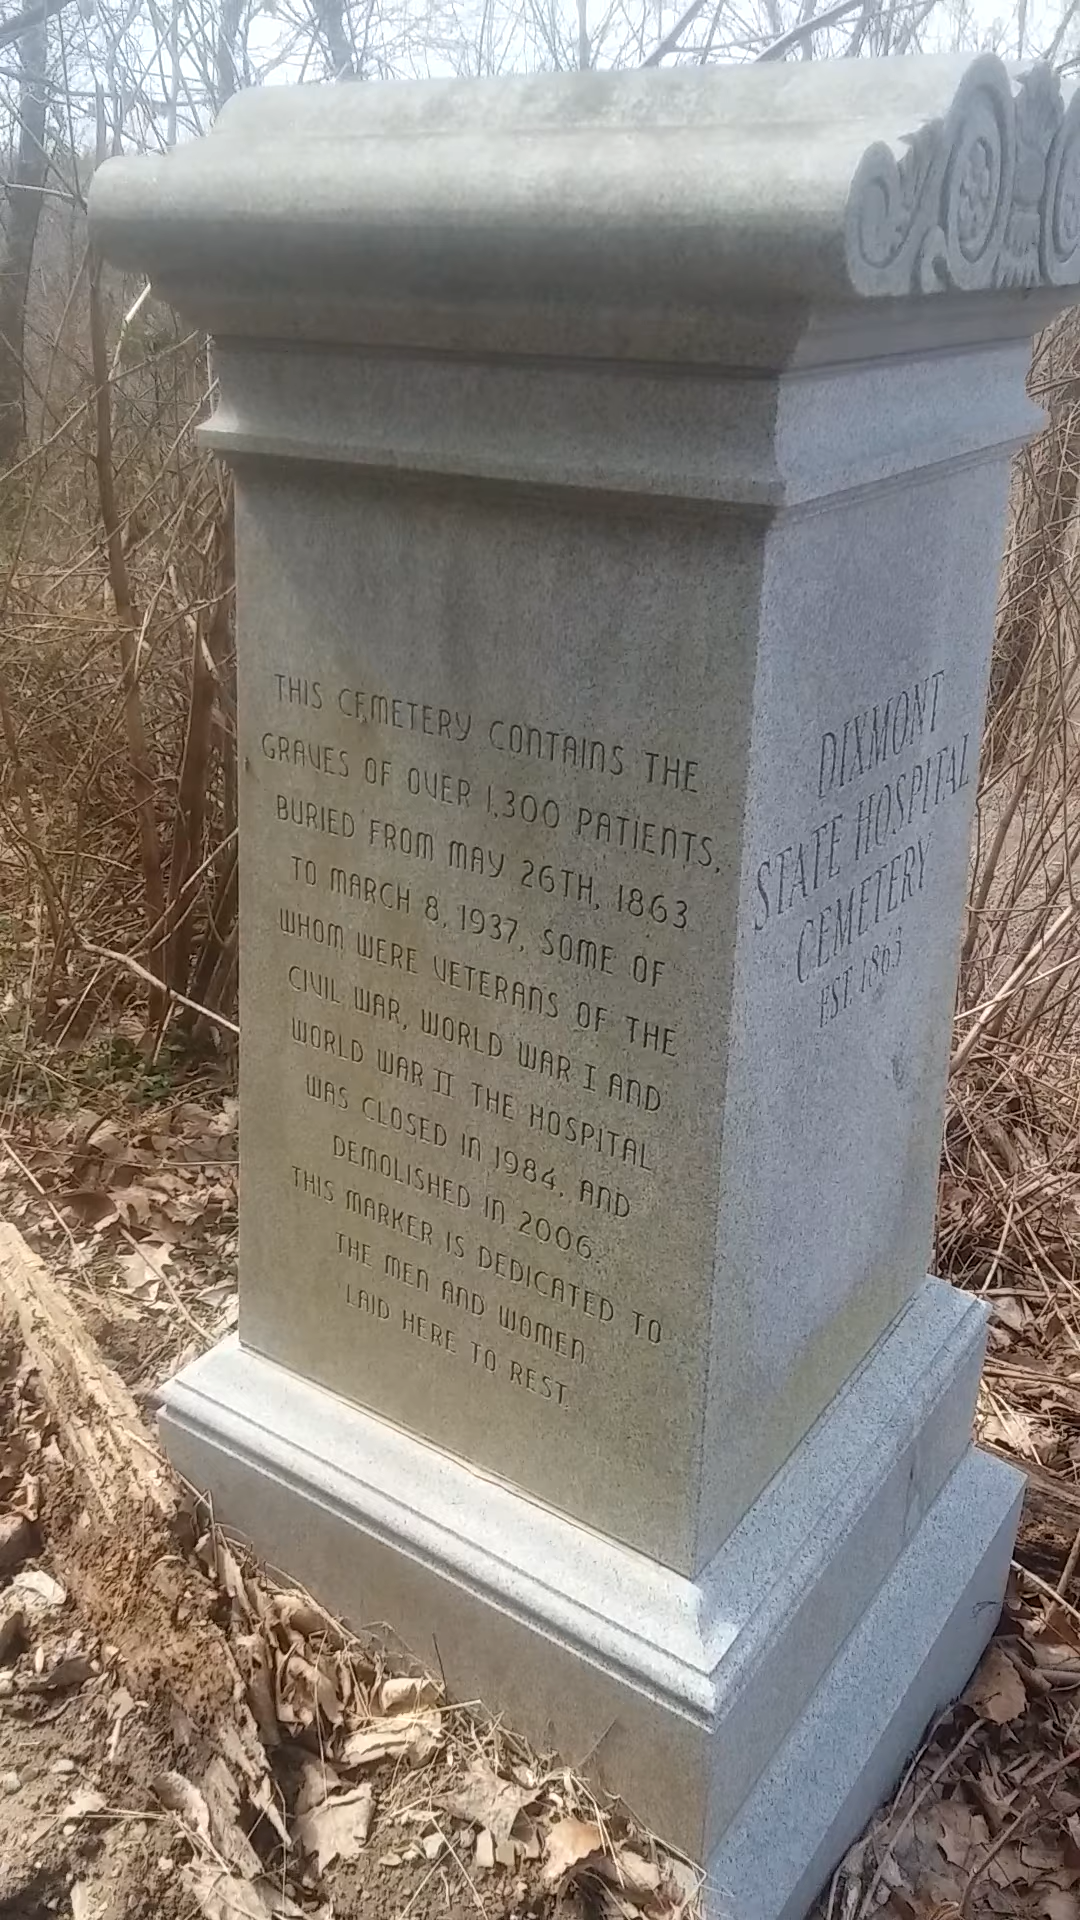 THIS CEMETERY CONTAINS THE
GRAVES OF OVER 1,300 PATIENTS,
BURIED FROM MAY 26TH, 1863
TO MARCH 8, 1937, SOME OF
WHOM WERE VETERANS OF THE
CIVIL WAR, WORLD WAR I AND
WORLD WAR II THE HOSPITAL
WAS CLOSED IN 1984, AND
DEMOLISHED IN 2006.
THIS MARKER IS DEDICATED TO
THE MEN AND WOMEN
LAID HERE TO REST.
DIXMONT
STATE HOSPITAL
CEMETERY
EST. 1863